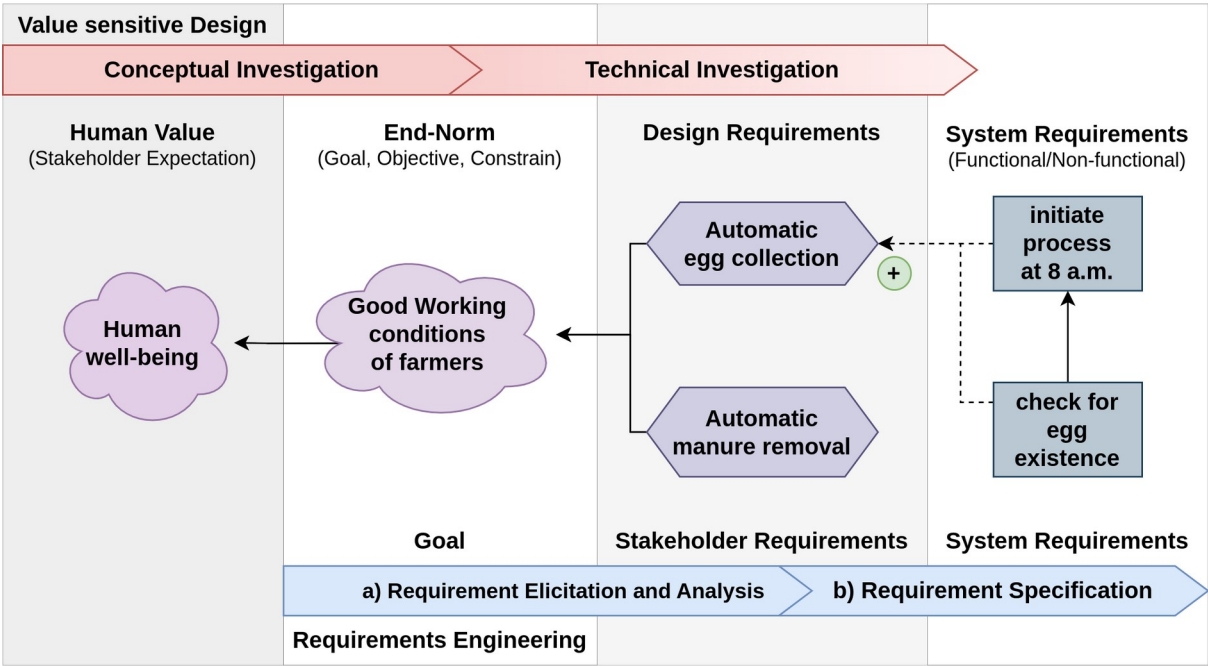 Value sensitive Design
Conceptual Investigation
Technical Investigation
Human Value
(Stakeholder Expectation)
End-Norm
(Goal, Objective, Constrain)
Design Requirements
System Requirements
(Functional/Non-functional)
Human
well-being
Good Working
conditions
of farmers
Automatic
egg collection
+
Automatic
manure removal
initiate
process
at 8 a.m.
check for
egg
existence
Goal
Stakeholder Requirements
System Requirements
a) Requirement Elicitation and Analysis
b) Requirement Specification
Requirements Engineering